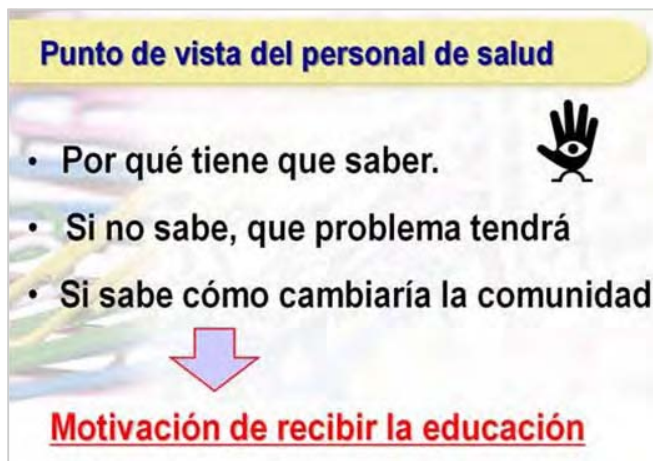 Punto de vista del personal de salud
• Por qué tiene que saber.
• Si no sabe, que problema tendrá
• Si sabe cómo cambiaría la comunidad
Motivación de recibir la educación